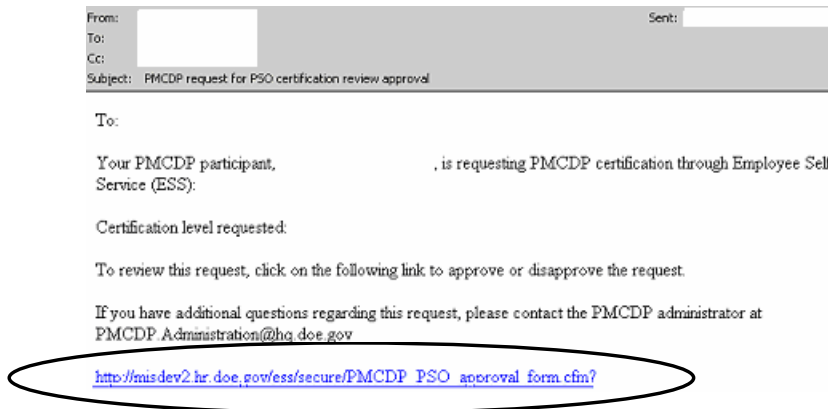 From: Sent:
To:
Cc:
Subject: PMCDP request for PSO certification review approval
To:
Your PMCDP participant, , is requesting PMCDP certification through Employee Self
Service (ESS):
Certification level requested:
To review this request, click on the following link to approve or disapprove the request.
If you have additional questions regarding this request, please contact the PMCDP administrator at
PMCDP.Administration@hq.doe.gov
http://misdev2.hr.doe.gov/ess/secure/PMCDP_PSO_approval_form.cfm?